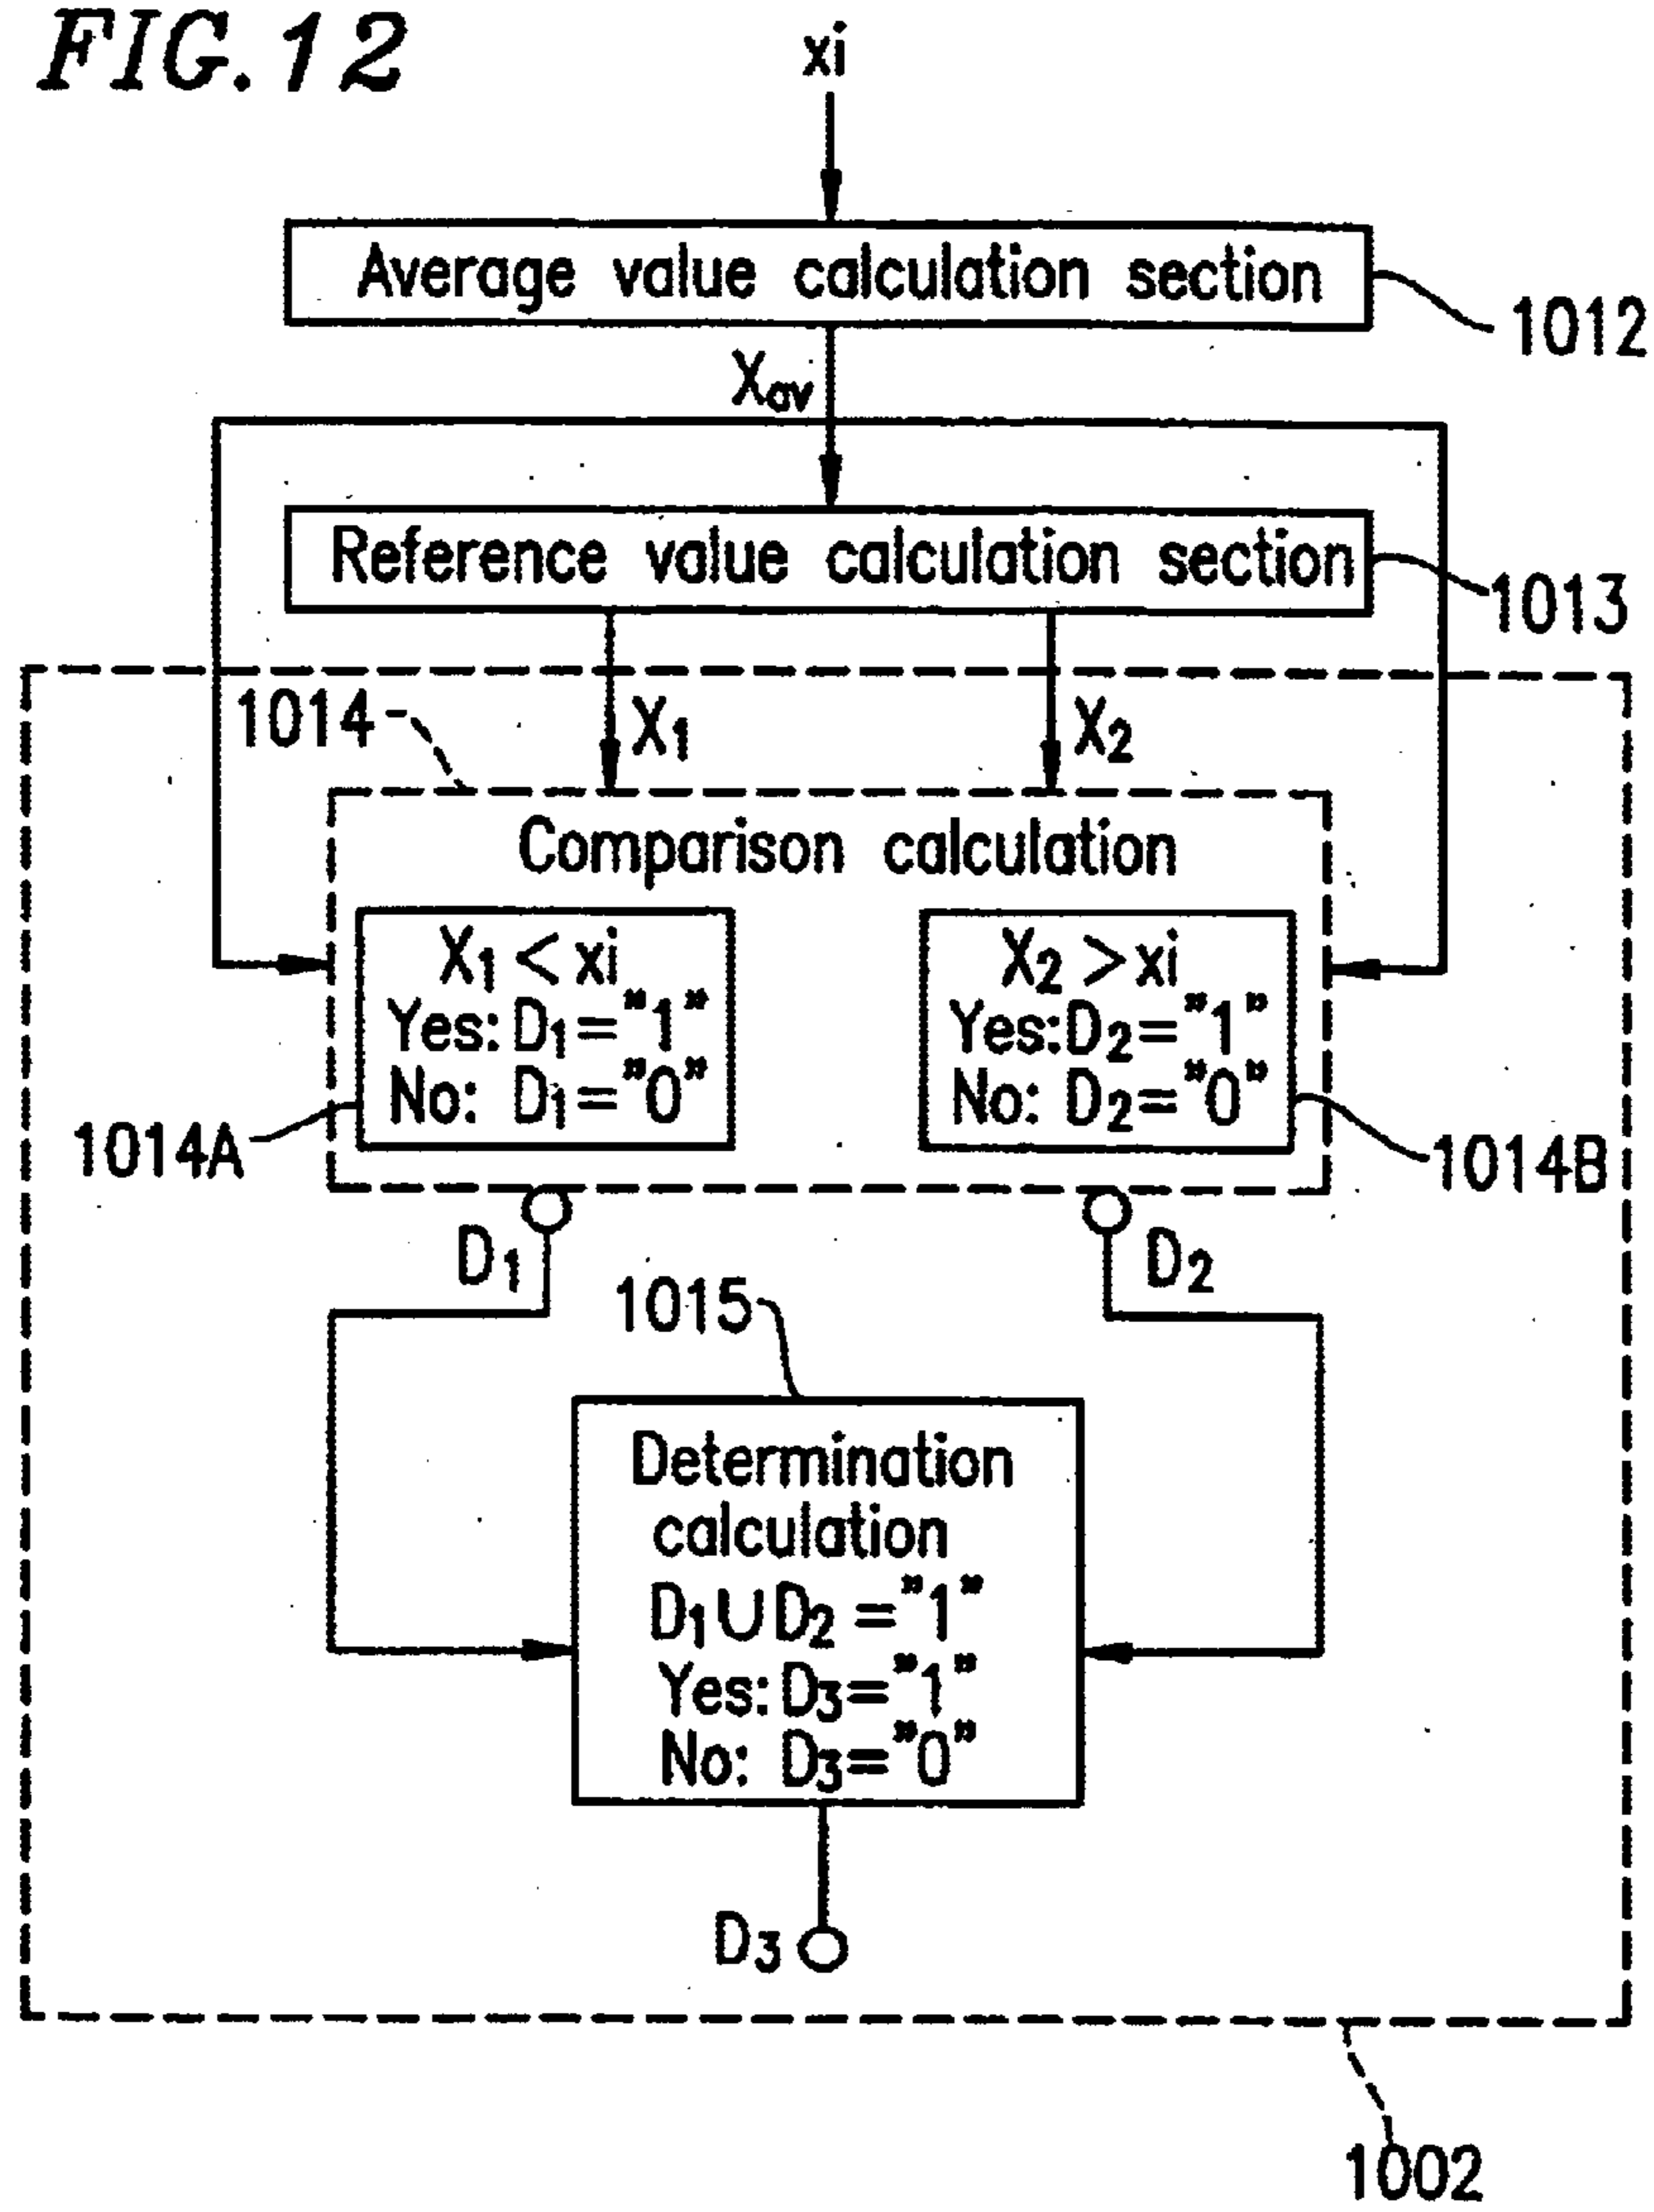 FIG.12
xi
Average value calculation section
1012
Xav
Reference value calculation section
1013
1014
X1
X2
Comparison calculation
X1 < xi
Yes: D1="1"
No: D1="0"
X2 > xi
Yes: D2="1"
No: D2="0"
1014A
1014B
D1
D2
1015
Determination
calculation
D1∪D2="1"
Yes: D3="1"
No: D3="0"
D3
1002